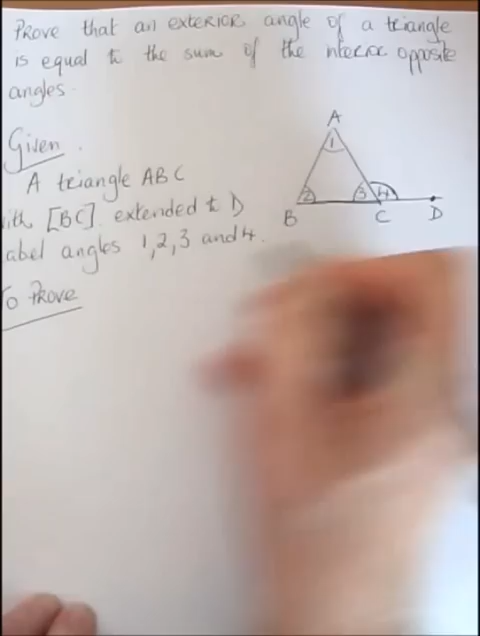 Prove that an exterior angle of a triangle
is equal to the sum of the interior opposite
angles.
Given.
A triangle ABC
with [BC] extended to D
label angles 1,2,3 and 4.
To Prove
A
1
2
3
4
B
C
D